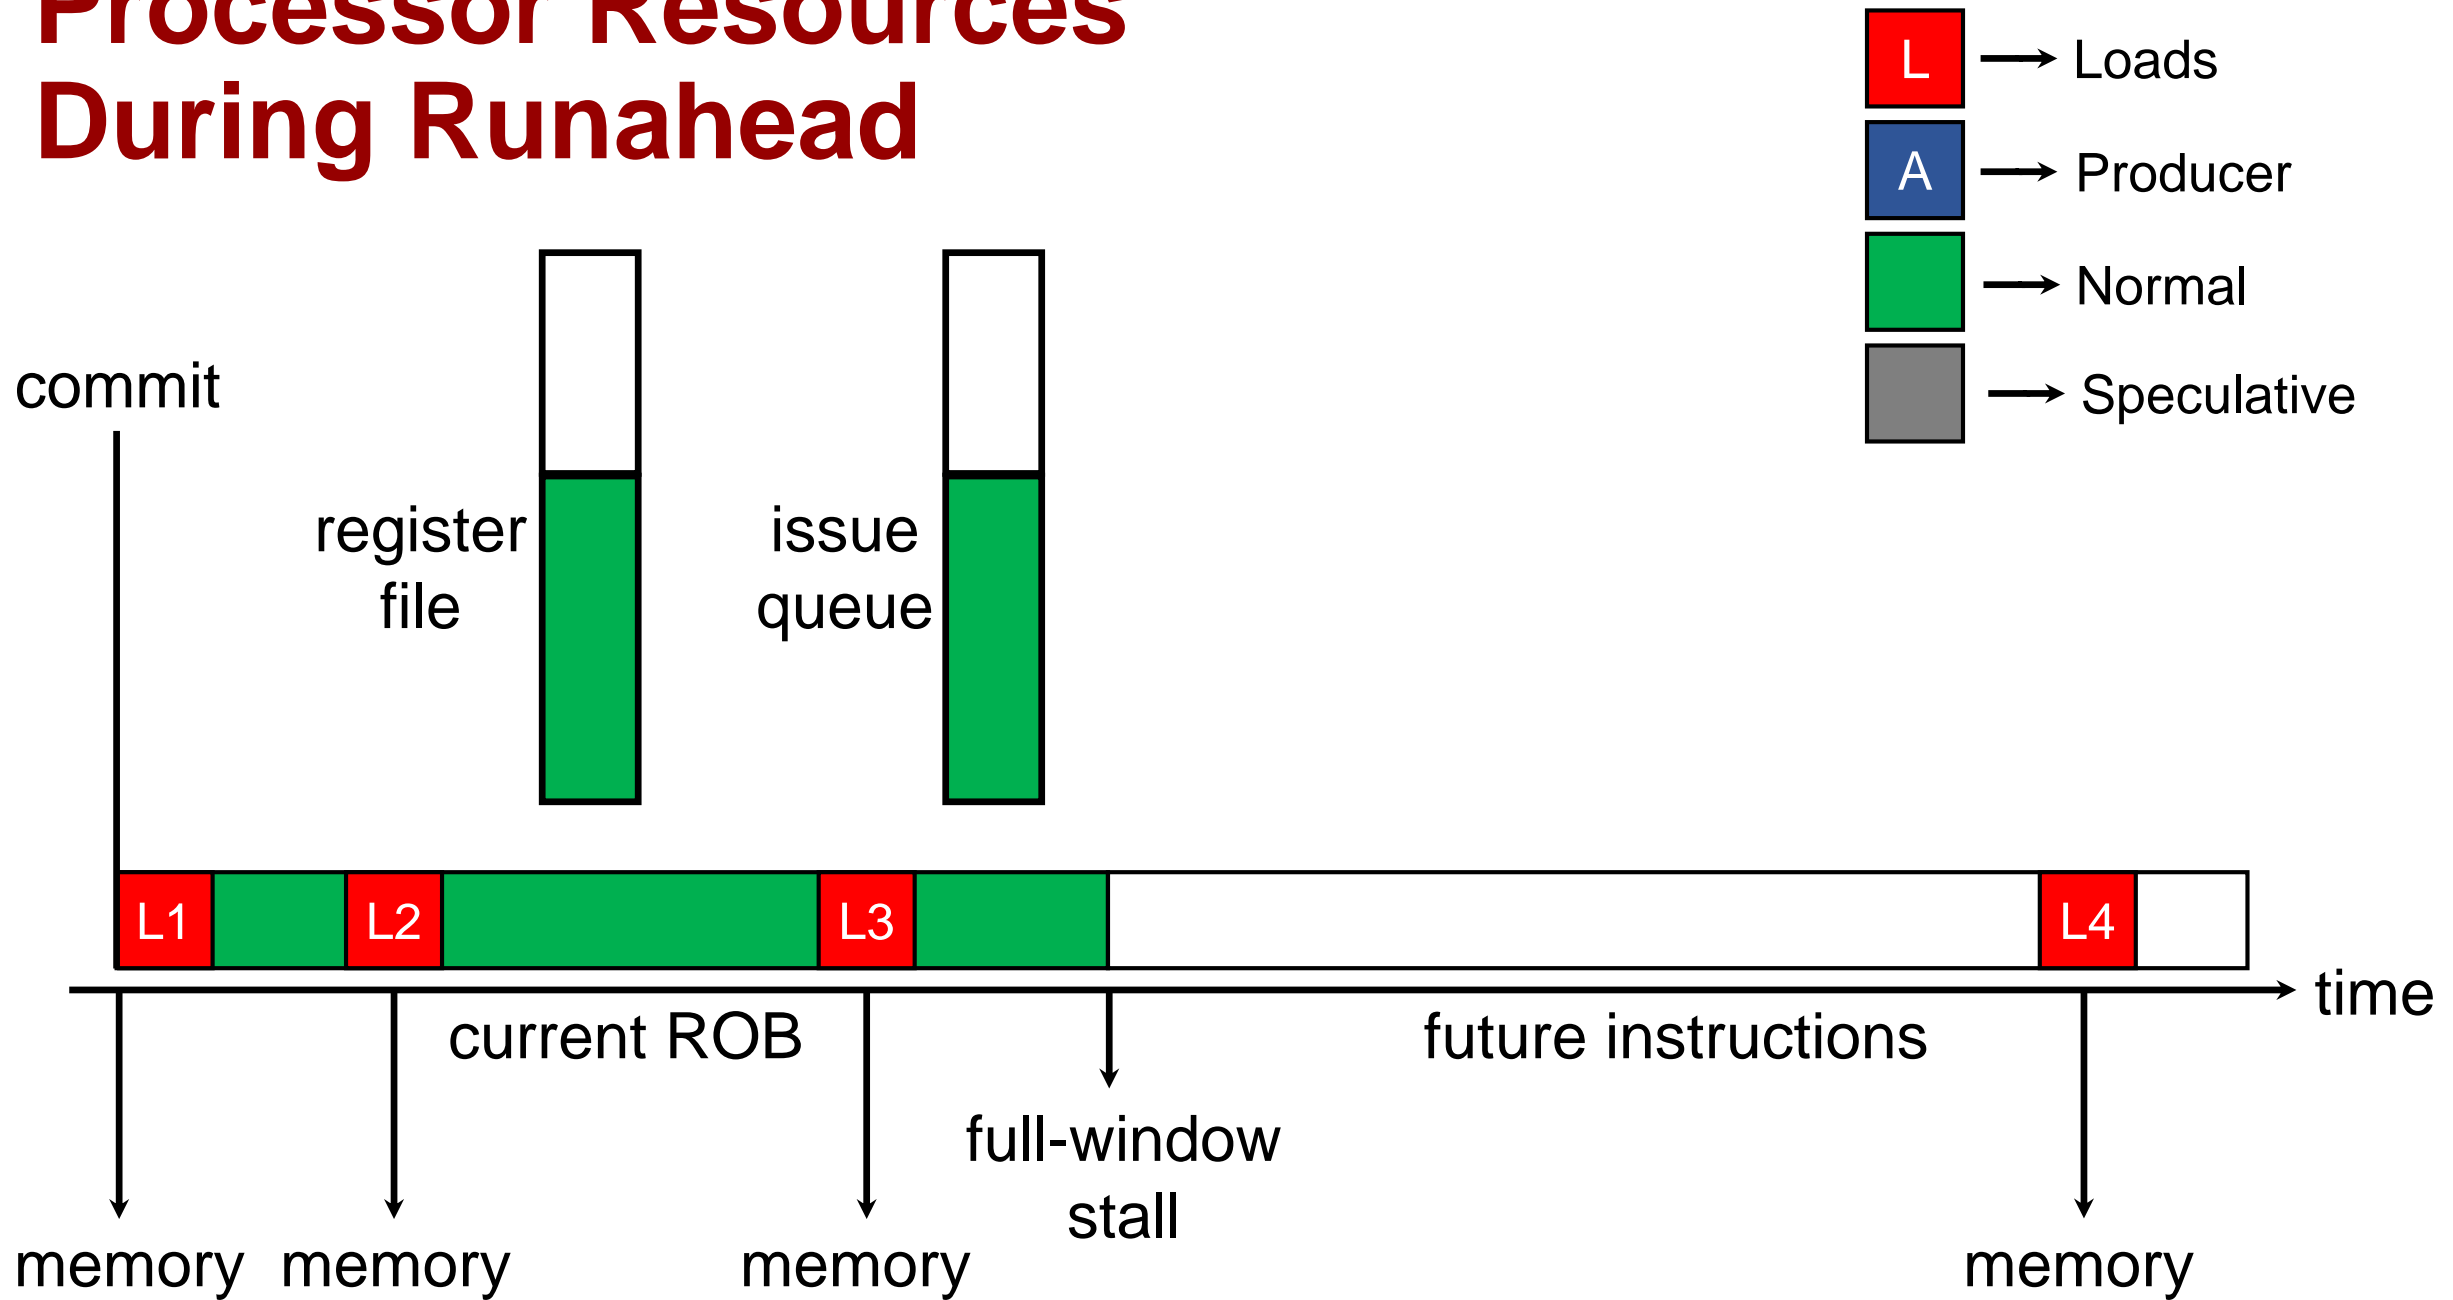 Processor Resources
During Runahead
L
Loads
A
Producer
Normal
Speculative
commit
register
file
issue
queue
L1
L2
L3
L4
time
current ROB
future instructions
full-window
stall
memory
memory
memory
memory